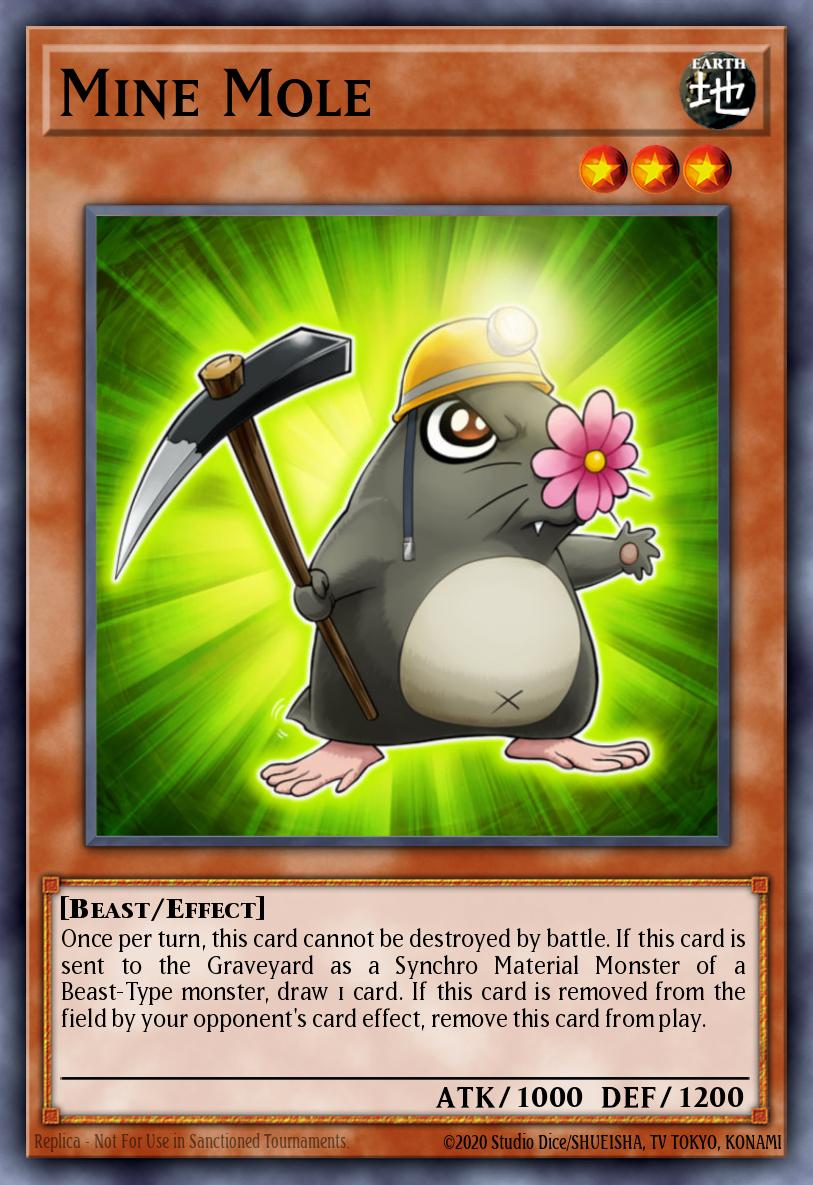 Mine Mole
EARTH
地
[Beast/Effect]
Once per turn, this card cannot be destroyed by battle. If this card is
sent to the Graveyard as a Synchro Material Monster of a
Beast-Type monster, draw 1 card. If this card is removed from the
field by your opponent's card effect, remove this card from play.
ATK/1000 DEF/1200
Replica - Not For Use in Sanctioned Tournaments.
©2020 Studio Dice/SHUEISHA, TV TOKYO, KONAMI